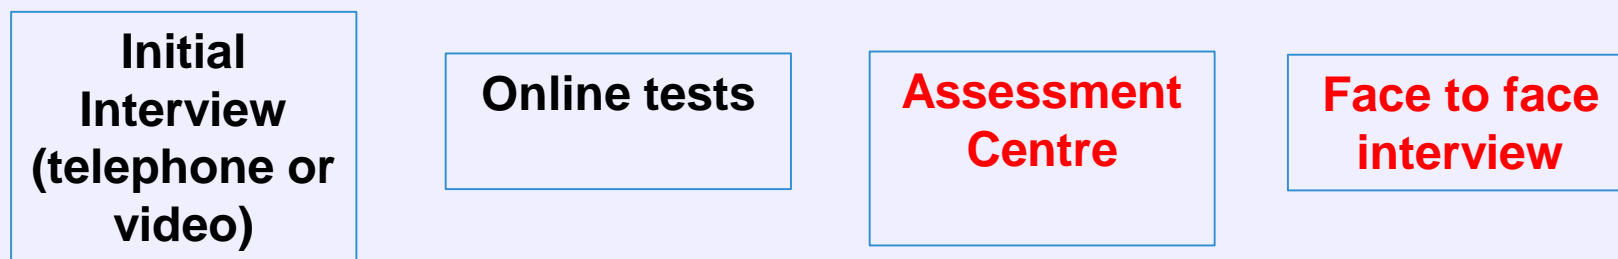 Initial
Interview
(telephone or
video)
Online tests
Assessment
Centre
Face to face
interview